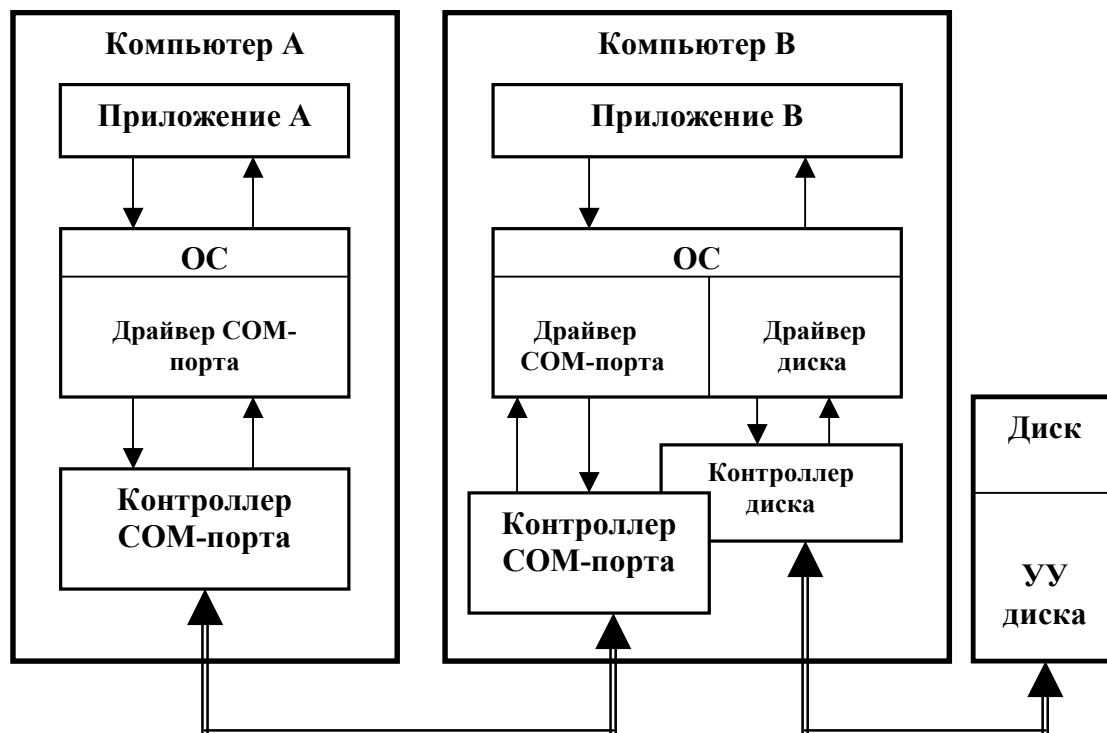 Компьютер А
Приложение А
ОС
Драйвер COM-
порта
Контроллер
COM-порта
Компьютер В
Приложение В
ОС
Драйвер
COM-порта
Драйвер
диска
Контроллер
диска
Контроллер
COM-порта
Диск
УУ
диска